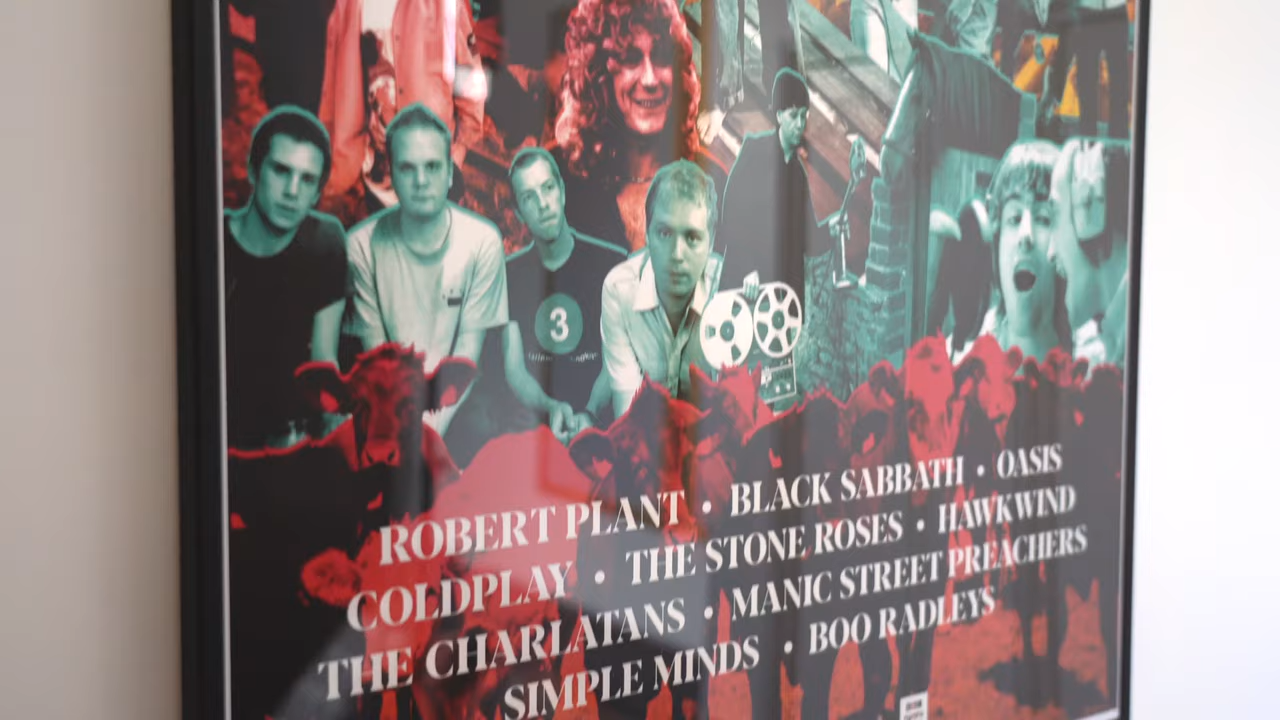 3
ROBERT PLANT • BLACK SABBATH • OASIS
COLDPLAY • THE STONE ROSES • HAWKWIND
THE CHARLATANS • MANIC STREET PREACHERS
SIMPLE MINDS • BOO RADLEYS